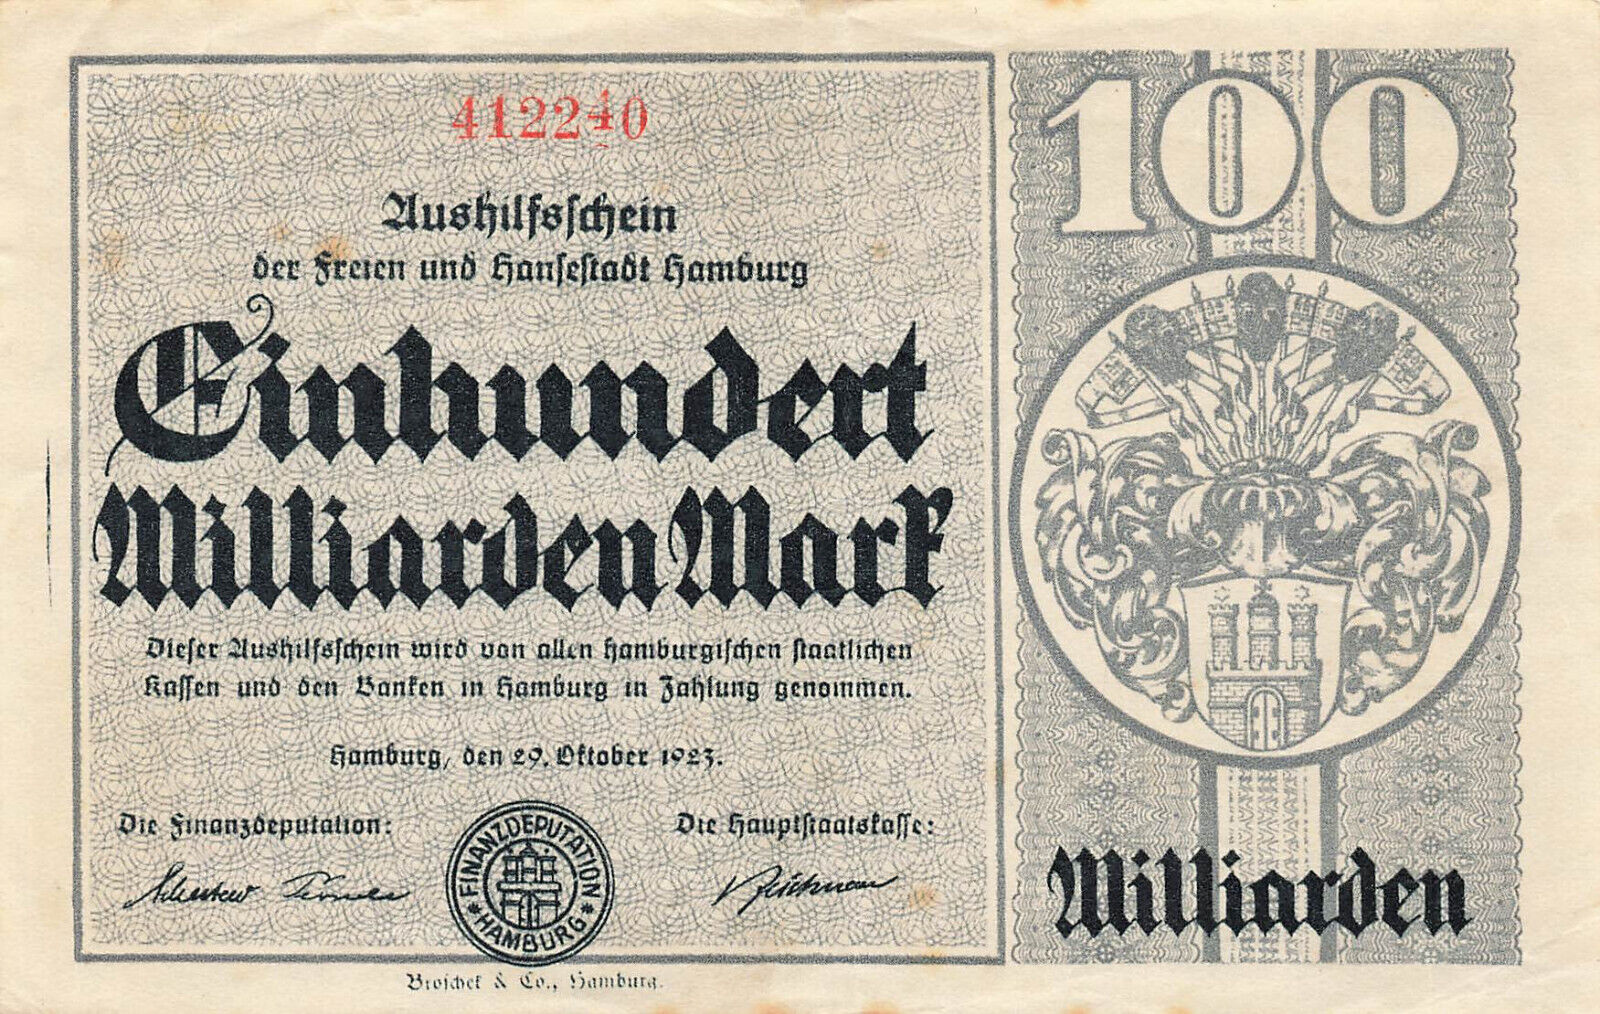 412240
Aushilfsschein
der Freien und Hansestadt Hamburg
Einhundert
Milliarden Mark
Dieser Aushilfsschein wird von allen hamburgischen staatlichen
Kassen und den Banken in Hamburg in Zahlung genommen.
Hamburg, den 29. Oktober 1923.
Die Finanzdeputation:
FINANZDEPUTATION
* HAMBURG *
Die Hauptstaatskasse:
Broschek & Co., Hamburg.
100
Milliarden